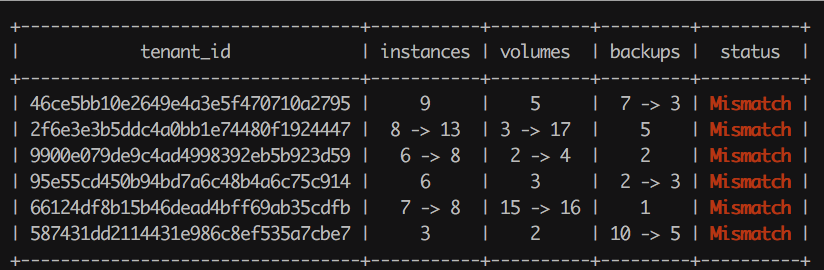 +----------------------------------+-----------+----------+---------+----------+
| tenant_id | instances | volumes | backups | status |
+----------------------------------+-----------+----------+---------+----------+
| 46ce5bb10e2649e4a3e5f470710a2795 | 9 | 5 | 7 -> 3 | Mismatch |
| 2f6e3e3b5ddc4a0bb1e74480f1924447 | 8 -> 13 | 3 -> 17 | 5 | Mismatch |
| 9900e079de9c4ad4998392eb5b923d59 | 6 -> 8 | 2 -> 4 | 2 | Mismatch |
| 95e55cd450b94bd7a6c48b4a6c75c914 | 6 | 3 | 2 -> 3 | Mismatch |
| 66124df8b15b46dead4bff69ab35cdfb | 7 -> 8 | 15 -> 16 | 1 | Mismatch |
| 587431dd2114431e986c8ef535a7cbe7 | 3 | 2 | 10 -> 5 | Mismatch |
+----------------------------------+-----------+----------+---------+----------+